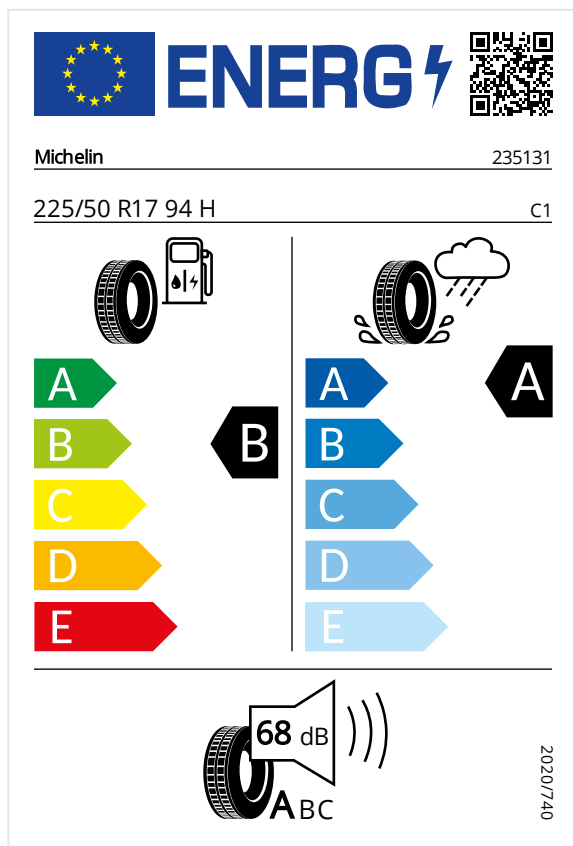 ENERG
Michelin 235131
225/50 R17 94 H C1
A
B
C
D
E
B
A
B
C
D
E
A
68 dB
ABC
2020/740